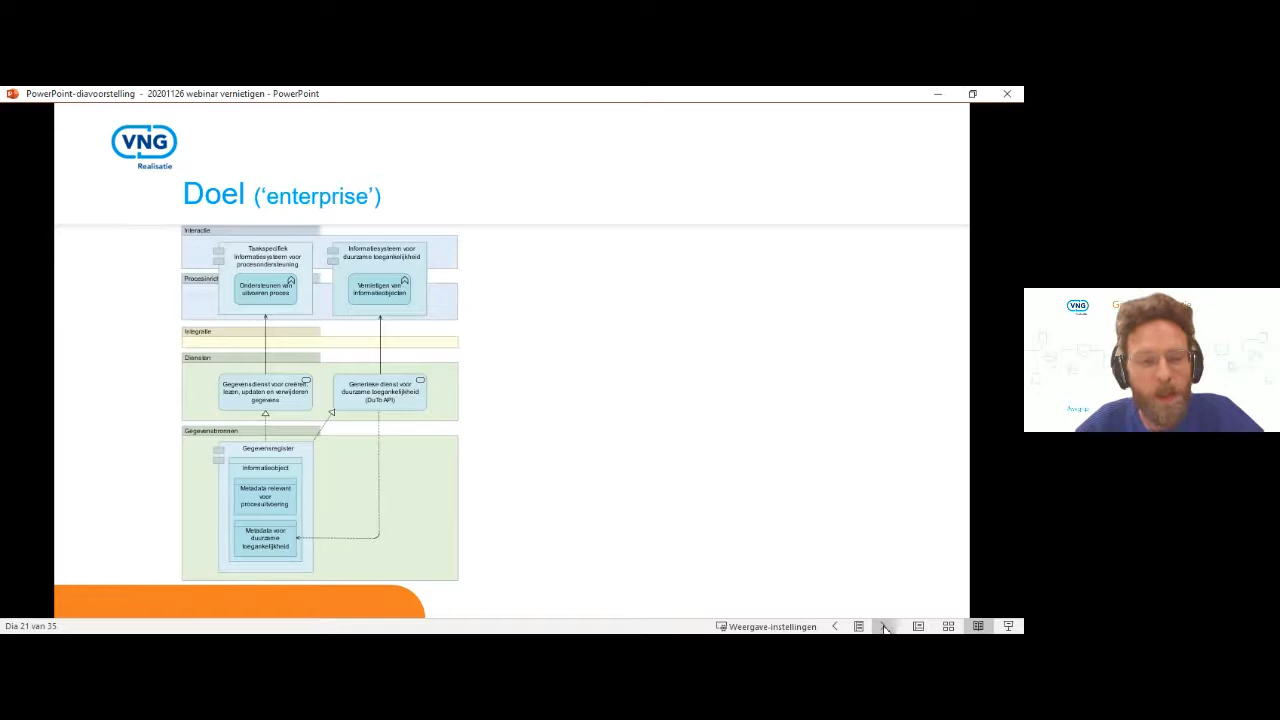 PowerPoint-diavoorstelling - 20201126 webinar vernietigen - PowerPoint
VNG
Realisatie
Doel (‘enterprise’)
Interactie
Taakspecifiek
informatiesysteem voor
procesondersteuning
Informatiesysteem voor
duurzame toegankelijkheid
Procesinrich
Ondersteunen van
uitvoeren proces
Vernietigen van
informatieobjecten
Integratie
Diensten
Gegevensdienst voor creëren,
lezen, updaten en verwijderen
gegevens
Generieke dienst voor
duurzame toegankelijkheid
(DuTo API)
Gegevensbronnen
Gegevensregister
Informatieobject
Metadata relevant
voor
procesuitvoering
Metadata voor
duurzame
toegankelijkheid
Dia 21 van 35
Weergave-instellingen
VNG